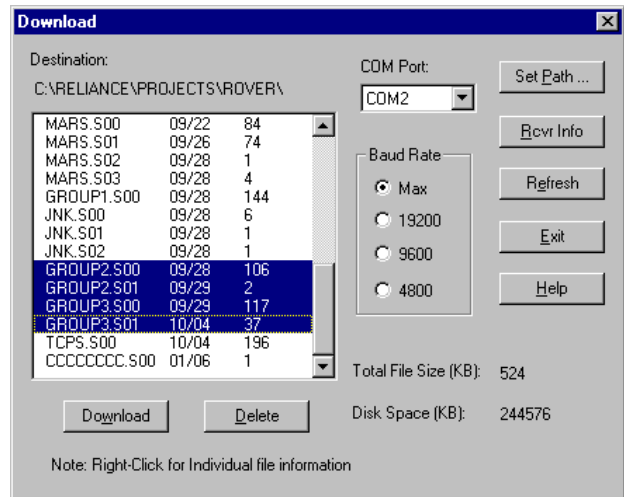 Download
Destination:
C:\RELIANCE\PROJECTS\ROVER\
MARS.S00 09/22 84
MARS.S01 09/26 74
MARS.S02 09/28 1
MARS.S03 09/28 4
GROUP1.S00 09/28 144
JNK.S00 09/28 6
JNK.S01 09/28 1
JNK.S02 09/28 1
GROUP2.S00 09/28 106
GROUP2.S01 09/29 2
GROUP3.S00 09/29 117
GROUP3.S01 10/04 37
TCPS.S00 10/04 196
CCCCCCCC.S00 01/06 1
Download Delete
Note: Right-Click for Individual file information
COM Port:
COM2
Baud Rate
Max
19200
9600
4800
Total File Size (KB): 524
Disk Space (KB): 244576
Set Path ...
Rcvr Info
Refresh
Exit
Help